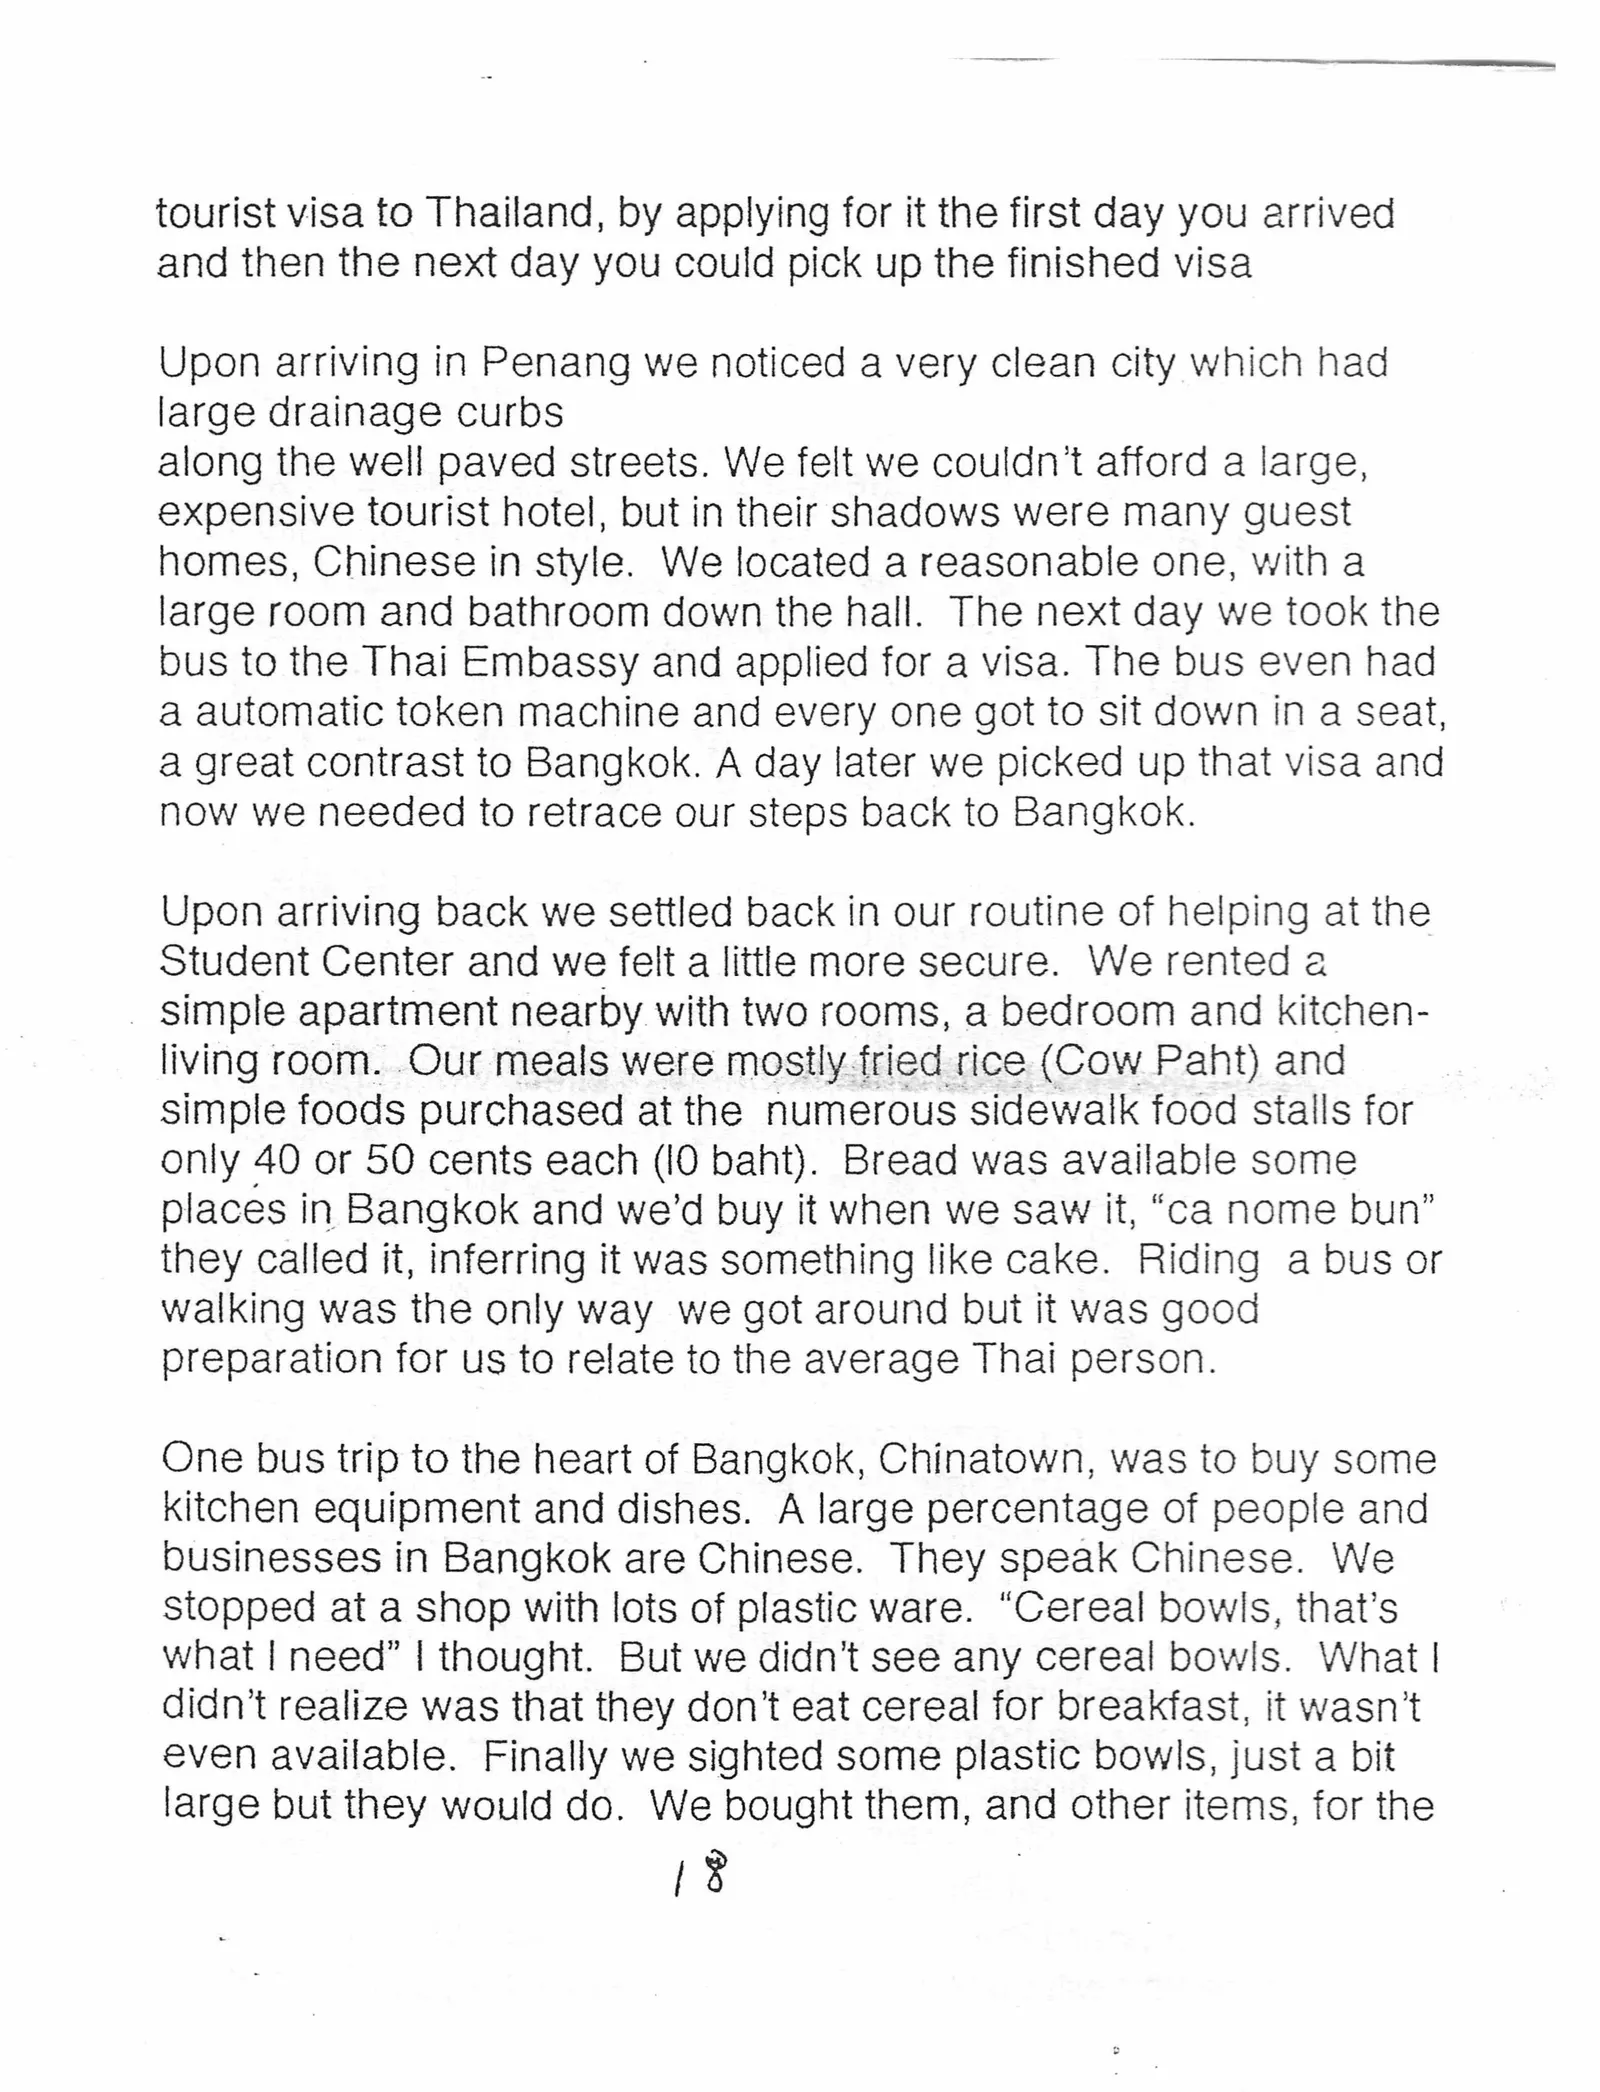 tourist visa to Thailand, by applying for it the first day you arrived
and then the next day you could pick up the finished visa
Upon arriving in Penang we noticed a very clean city which had
large drainage curbs
along the well paved streets. We felt we couldn't afford a large,
expensive tourist hotel, but in their shadows were many guest
homes, Chinese in style.  We located a reasonable one, with a
large room and bathroom down the hall.  The next day we took the
bus to the Thai Embassy and applied for a visa. The bus even had
a automatic token machine and every one got to sit down in a seat,
a great contrast to Bangkok. A day later we picked up that visa and
now we needed to retrace our steps back to Bangkok.
Upon arriving back we settled back in our routine of helping at the
Student Center and we felt a little more secure.  We rented a
simple apartment nearby with two rooms, a bedroom and kitchen-
living room.  Our meals were mostly fried rice (Cow Paht) and
simple foods purchased at the  numerous sidewalk food stalls for
only 40 or 50 cents each (l0 baht).  Bread was available some
places in Bangkok and we'd buy it when we saw it, “ca nome bun”
they called it, inferring it was something like cake.  Riding  a bus or
walking was the only way  we got around but it was good
preparation for us to relate to the average Thai person.
One bus trip to the heart of Bangkok, Chinatown, was to buy some
kitchen equipment and dishes.  A large percentage of people and
businesses in Bangkok are Chinese.  They speak Chinese.  We
stopped at a shop with lots of plastic ware.  “Cereal bowls, that's
what I need” I thought.  But we didn't see any cereal bowls.  What I
didn't realize was that they don't eat cereal for breakfast, it wasn't
even available.  Finally we sighted some plastic bowls, just a bit
large but they would do.  We bought them, and other items, for the
18